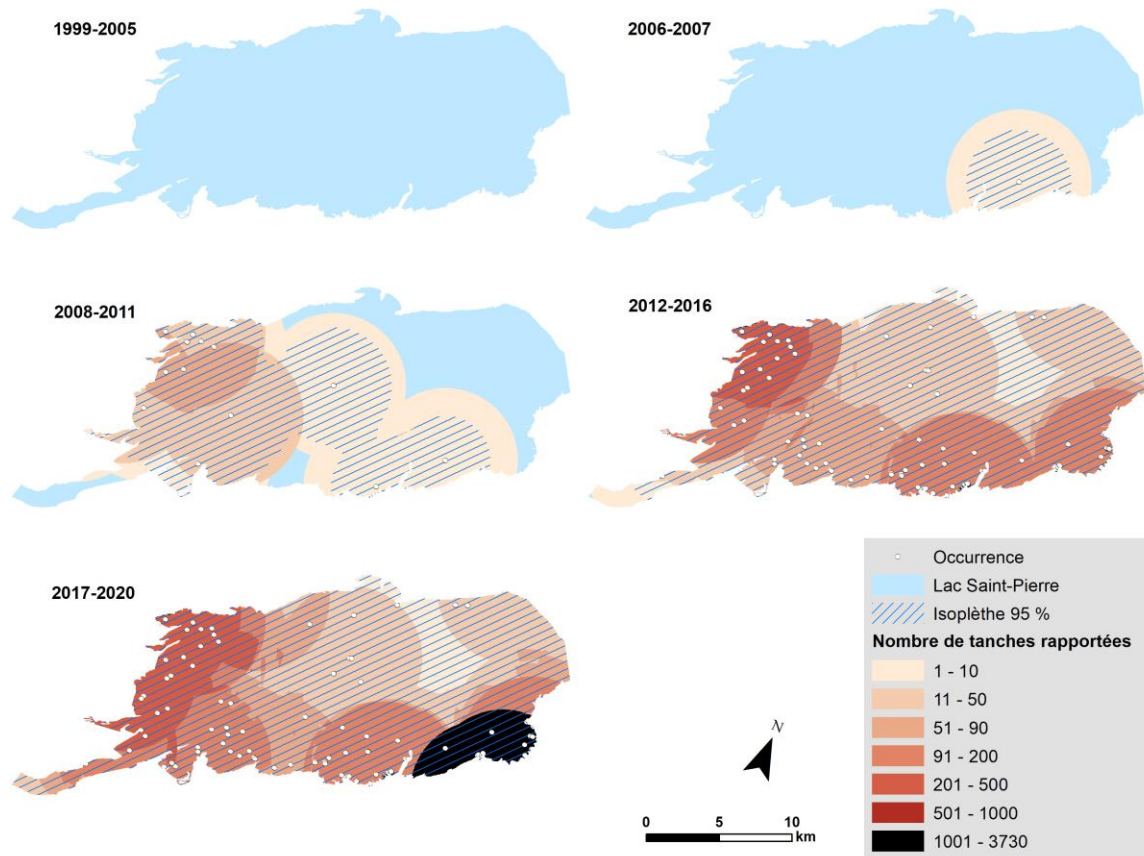 1999-2005
2006-2007
2008-2011
2012-2016
2017-2020
Occurrence
Lac Saint-Pierre
Isoplèthe 95 %
Nombre de tanches rapportées
1 - 10
11 - 50
51 - 90
91 - 200
201 - 500
501 - 1000
1001 - 3730
N
0 5 10
km